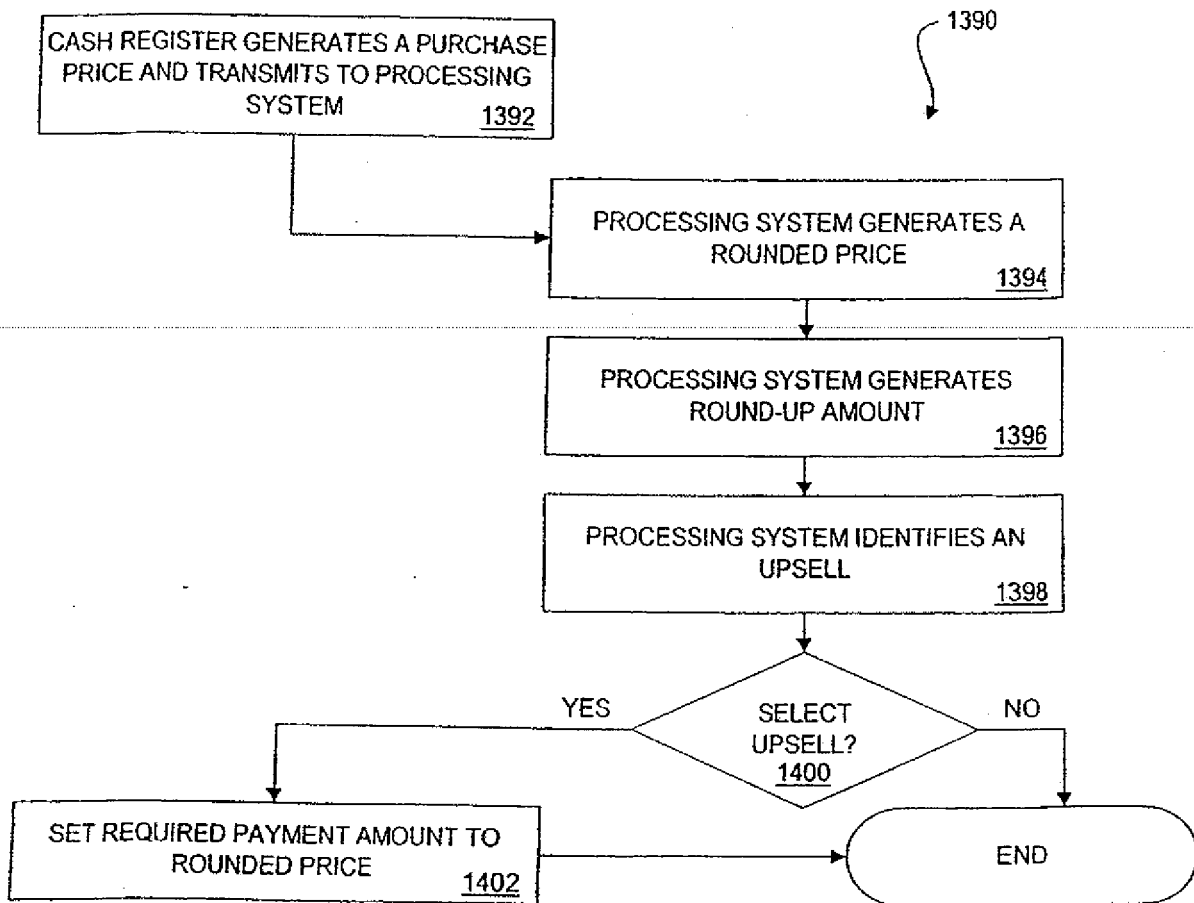 1390
CASH REGISTER GENERATES A PURCHASE
PRICE AND TRANSMITS TO PROCESSING
SYSTEM
1392
PROCESSING SYSTEM GENERATES A
ROUNDED PRICE
1394
PROCESSING SYSTEM GENERATES
ROUND-UP AMOUNT
1396
PROCESSING SYSTEM IDENTIFIES AN
UPSELL
1398
SELECT
UPSELL?
1400
YES
NO
SET REQUIRED PAYMENT AMOUNT TO
ROUNDED PRICE
1402
END